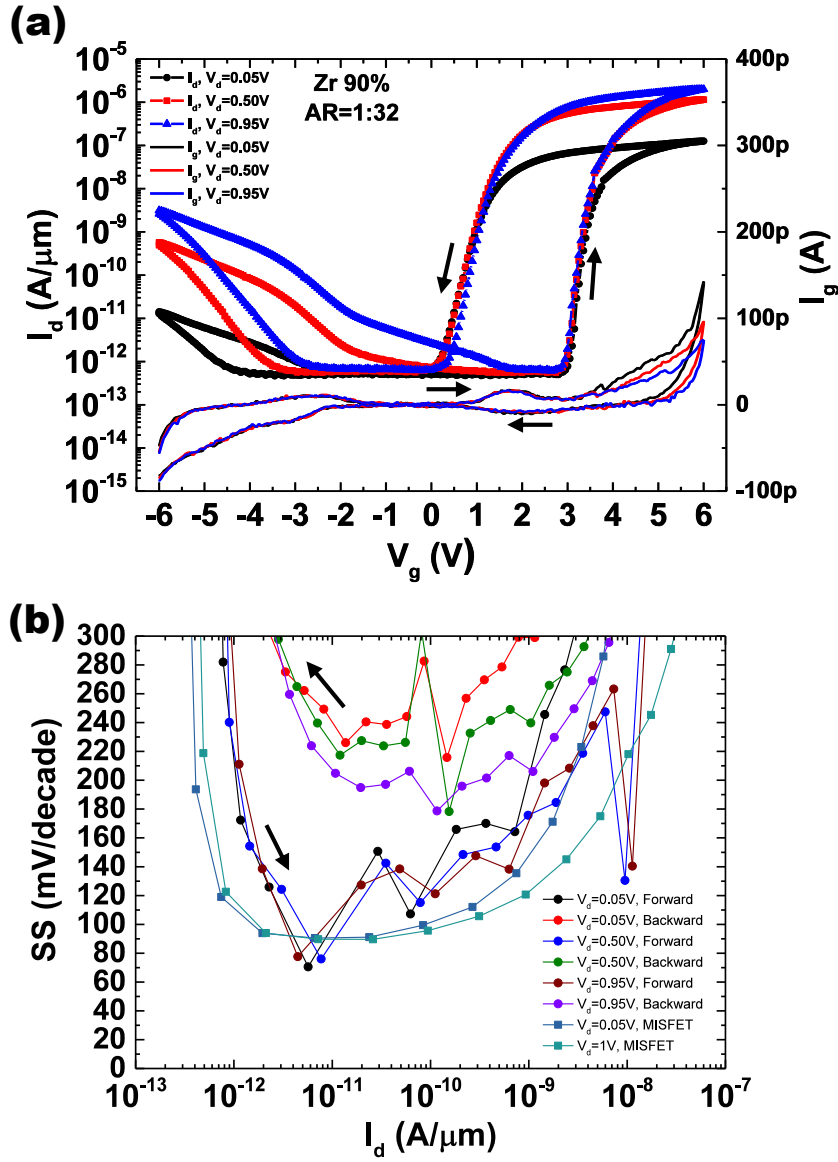 (a)
I_d (A/μm)
10^-5
10^-6
10^-7
10^-8
10^-9
10^-10
10^-11
10^-12
10^-13
10^-14
10^-15
I_d, V_d=0.05V
I_d, V_d=0.50V
I_d, V_d=0.95V
I_g, V_d=0.05V
I_g, V_d=0.50V
I_g, V_d=0.95V
Zr 90%
AR=1:32
400p
300p
200p
100p
0
-100p
I_g (A)
-6 -5 -4 -3 -2 -1 0 1 2 3 4 5 6
V_g (V)
(b)
SS (mV/decade)
300
280
260
240
220
200
180
160
140
120
100
80
60
40
20
0
V_d=0.05V, Forward
V_d=0.05V, Backward
V_d=0.50V, Forward
V_d=0.50V, Backward
V_d=0.95V, Forward
V_d=0.95V, Backward
V_d=0.05V, MISFET
V_d=1V, MISFET
10^-13 10^-12 10^-11 10^-10 10^-9 10^-8 10^-7
I_d (A/μm)